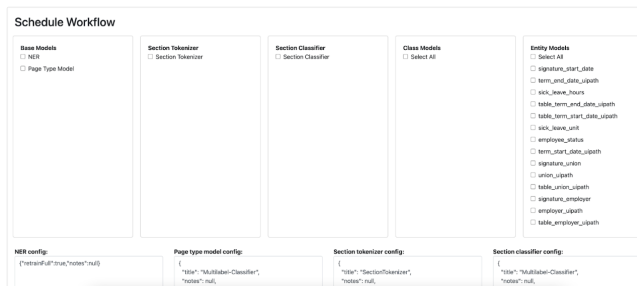 Schedule Workflow
Base Models
NER
Page Type Model
Section Tokenizer
Section Tokenizer
Section Classifier
Section Classifier
Class Models
Select All
Entity Models
Select All
signature_start_date
term_end_date_uipath
sick_leave_hours
table_term_end_date_uipath
table_term_start_date_uipath
sick_leave_unit
employee_status
term_start_date_uipath
signature_union
union_uipath
table_union_uipath
signature_employer
employer_uipath
table_employer_uipath
NER config:
{"retrainFull":true,"notes":null}
Page type model config:
{
"title": "Multilabel-Classifier",
"notes": null,
Section tokenizer config:
{
"title": "SectionTokenizer",
"notes": null,
Section classifier config:
{
"title": "Multilabel-Classifier",
"notes": null,